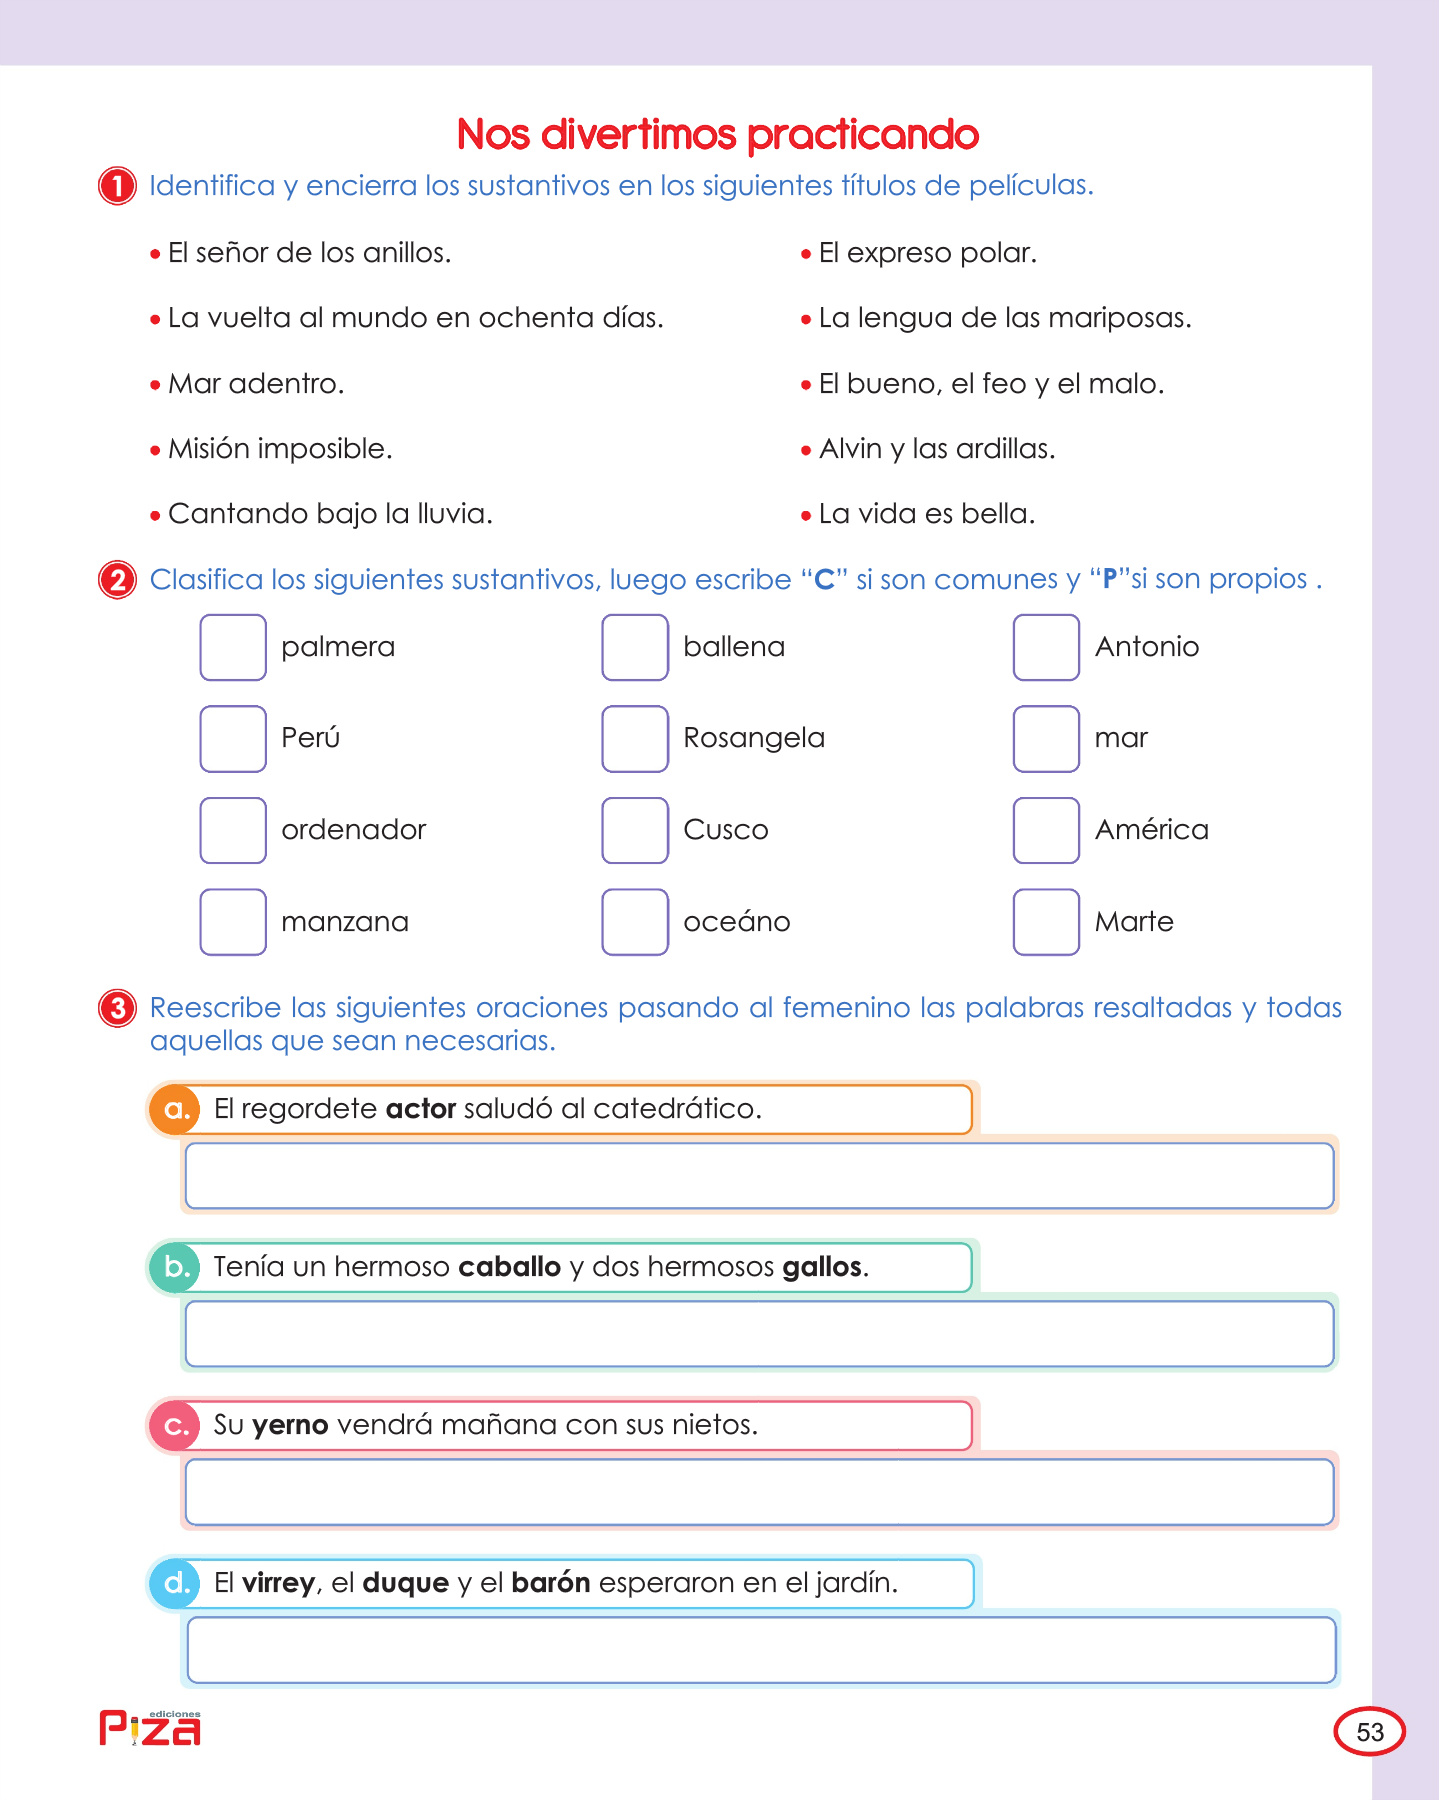 Nos divertimos practicando
1 Identifica y encierra los sustantivos en los siguientes títulos de películas.
• El señor de los anillos.
• El expreso polar.
• La vuelta al mundo en ochenta días.
• La lengua de las mariposas.
• Mar adentro.
• El bueno, el feo y el malo.
• Misión imposible.
• Alvin y las ardillas.
• Cantando bajo la lluvia.
• La vida es bella.
2 Clasifica los siguientes sustantivos, luego escribe “C” si son comunes y “P”si son propios .
palmera
ballena
Antonio
Perú
Rosangela
mar
ordenador
Cusco
América
manzana
oceáno
Marte
3 Reescribe las siguientes oraciones pasando al femenino las palabras resaltadas y todas
aquellas que sean necesarias.
a. El regordete actor saludó al catedrático.
b. Tenía un hermoso caballo y dos hermosos gallos.
c. Su yerno vendrá mañana con sus nietos.
d. El virrey, el duque y el barón esperaron en el jardín.
ediciones
Piza
53